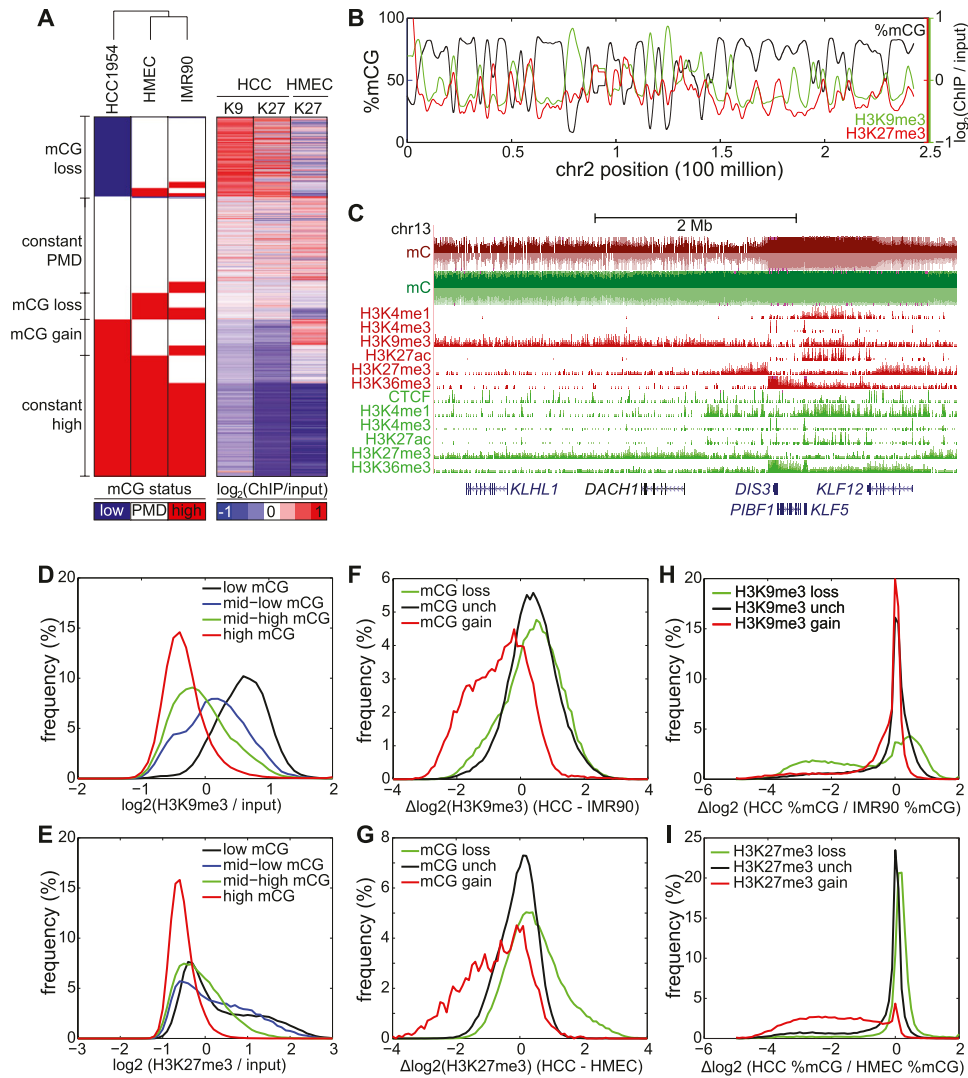 A
HCC1954
HMEC
IMR90
HCC
HMEC
K9
K27
K27
mCG
loss
constant
PMD
mCG loss
mCG gain
constant
high
mCG status
low
PMD
high
log2(ChIP/input)
-1
0
1
B
%mCG
100
50
0
%mCG
H3K9me3
H3K27me3
1
0
−1
log2(ChIP / input)
0
0.5
1
1.5
2
2.5
chr2 position (100 million)
C
2 Mb
chr13
mC
mC
H3K4me1
H3K4me3
H3K9me3
H3K27ac
H3K27me3
H3K36me3
CTCF
H3K4me1
H3K4me3
H3K27ac
H3K27me3
H3K36me3
KLHL1
DACH1
DIS3
KLF12
PIBF1
KLF5
D
frequency (%)
20
15
10
5
0
low mCG
mid−low mCG
mid−high mCG
high mCG
−2
−1
0
1
2
log2(H3K9me3 / input)
F
frequency (%)
6
5
4
3
2
1
0
mCG loss
mCG unch
mCG gain
−4
−2
0
2
4
Δlog2(H3K9me3) (HCC - IMR90)
H
frequency (%)
20
15
10
5
0
H3K9me3 loss
H3K9me3 unch
H3K9me3 gain
−6
−4
−2
0
2
Δlog2 (HCC %mCG / IMR90 %mCG)
E
frequency (%)
20
15
10
5
0
low mCG
mid-low mCG
mid-high mCG
high mCG
−3
−2
−1
0
1
2
3
log2 (H3K27me3 / input)
G
frequency (%)
8
6
4
2
0
mCG loss
mCG unch
mCG gain
−4
−2
0
2
4
Δlog2(H3K27me3) (HCC - HMEC)
I
frequency (%)
25
20
15
10
5
0
H3K27me3 loss
H3K27me3 unch
H3K27me3 gain
−6
−4
−2
0
2
Δlog2 (HCC %mCG / HMEC %mCG)